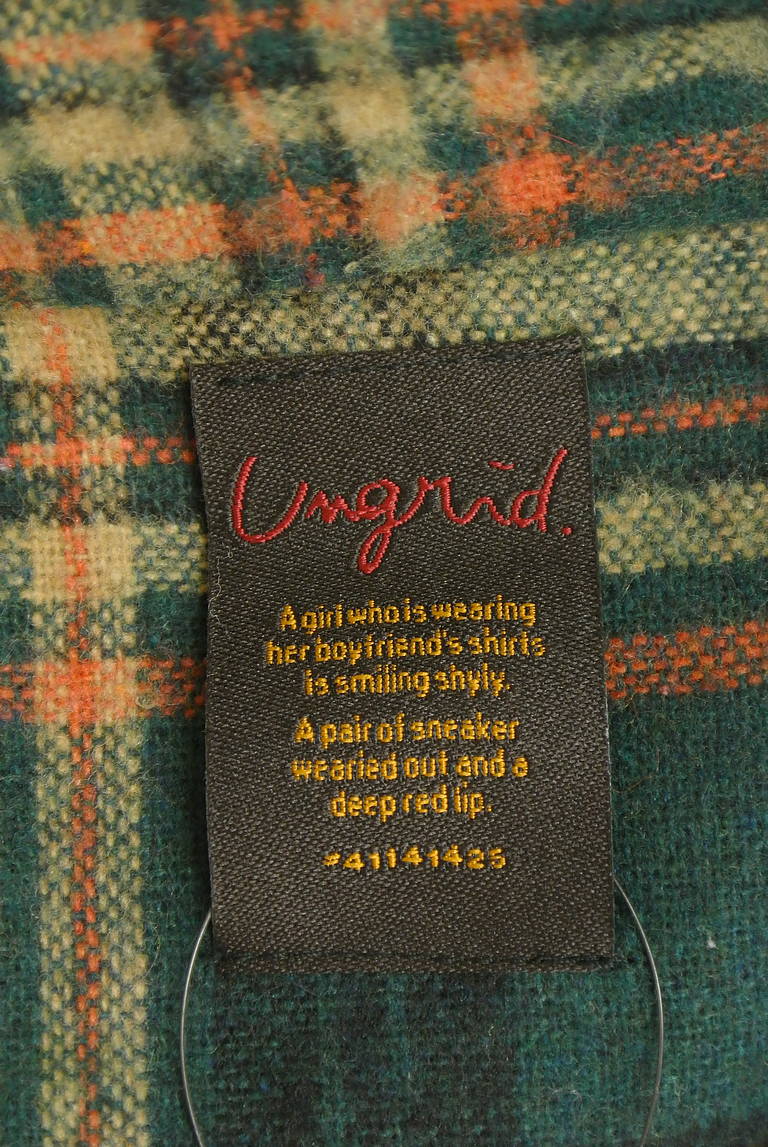 Ungrid.
A girl who is wearing
her boyfriend's shirts
is smiling shyly.
A pair of sneaker
wearied out and a
deep red lip.
#41141425